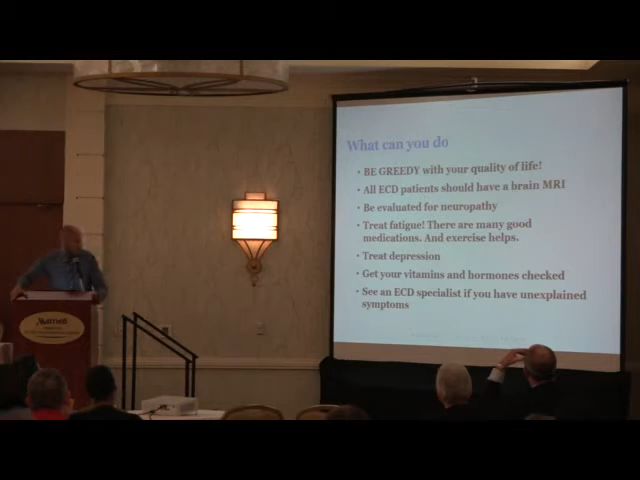 What can you do
• BE GREEDY with your quality of life!
• All ECD patients should have a brain MRI
• Be evaluated for neuropathy
• Treat fatigue! There are many good
medications. And exercise helps.
• Treat depression
• Get your vitamins and hormones checked
• See an ECD specialist if you have unexplained
symptoms
Marriott